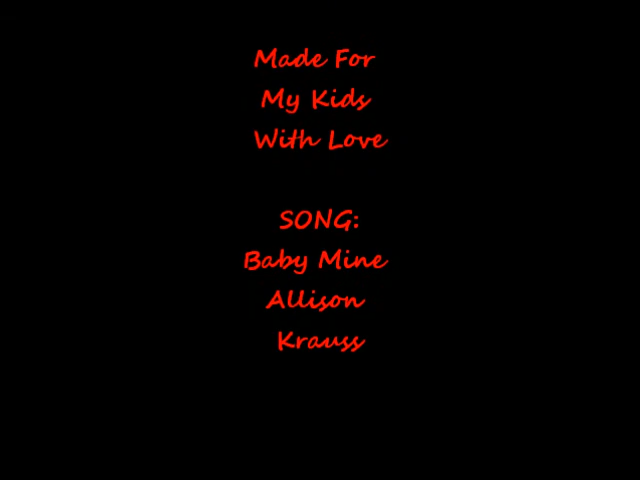 Made For
My Kids
With Love
SONG:
Baby Mine
Allison
Krauss